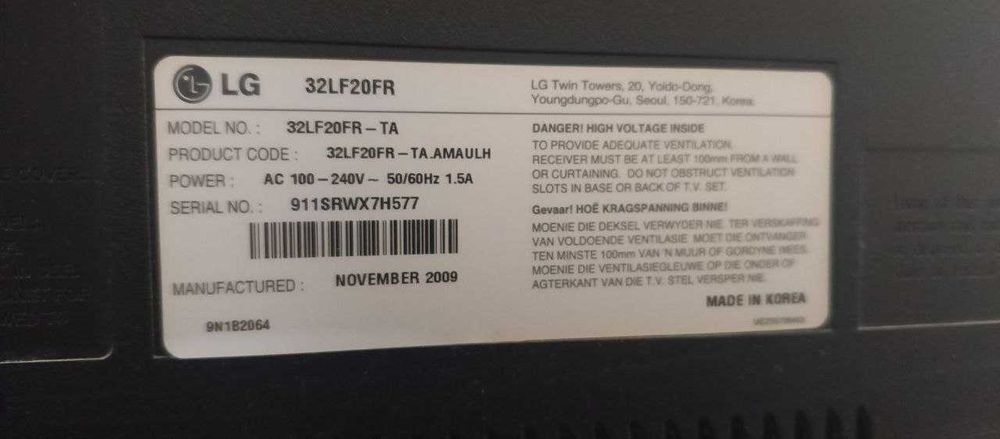 LG 32LF20FR
MODEL NO. : 32LF20FR-TA
PRODUCT CODE : 32LF20FR-TA.AMAULH
POWER : AC 100-240V~ 50/60Hz 1.5A
SERIAL NO. : 911SRWX7H577
MANUFACTURED : NOVEMBER 2009
9N1B2064
LG Twin Towers, 20, Yoido-Dong,
Youngdungpo-Gu, Seoul, 150-721, Korea
DANGER! HIGH VOLTAGE INSIDE
TO PROVIDE ADEQUATE VENTILATION,
RECEIVER MUST BE AT LEAST 100mm FROM A WALL
OR CURTAINING. DO NOT OBSTRUCT VENTILATION
SLOTS IN BASE OR BACK OF T.V. SET.
Gevaar! HOË KRAGSPANNING BINNE!
MOENIE DIE DEKSEL VERWYDER NIE. TER VERSKAFFING
VAN VOLDOENDE VENTILASIE MOET DIE ONTVANGER
TEN MINSTE 100mm VAN 'N MUUR OF GORDYNE WEES.
MOENIE DIE VENTILASIEGLEUWE OP DIE ONDER OF
AGTERKANT VAN DIE T.V. STEL VERSPER NIE.
MADE IN KOREA